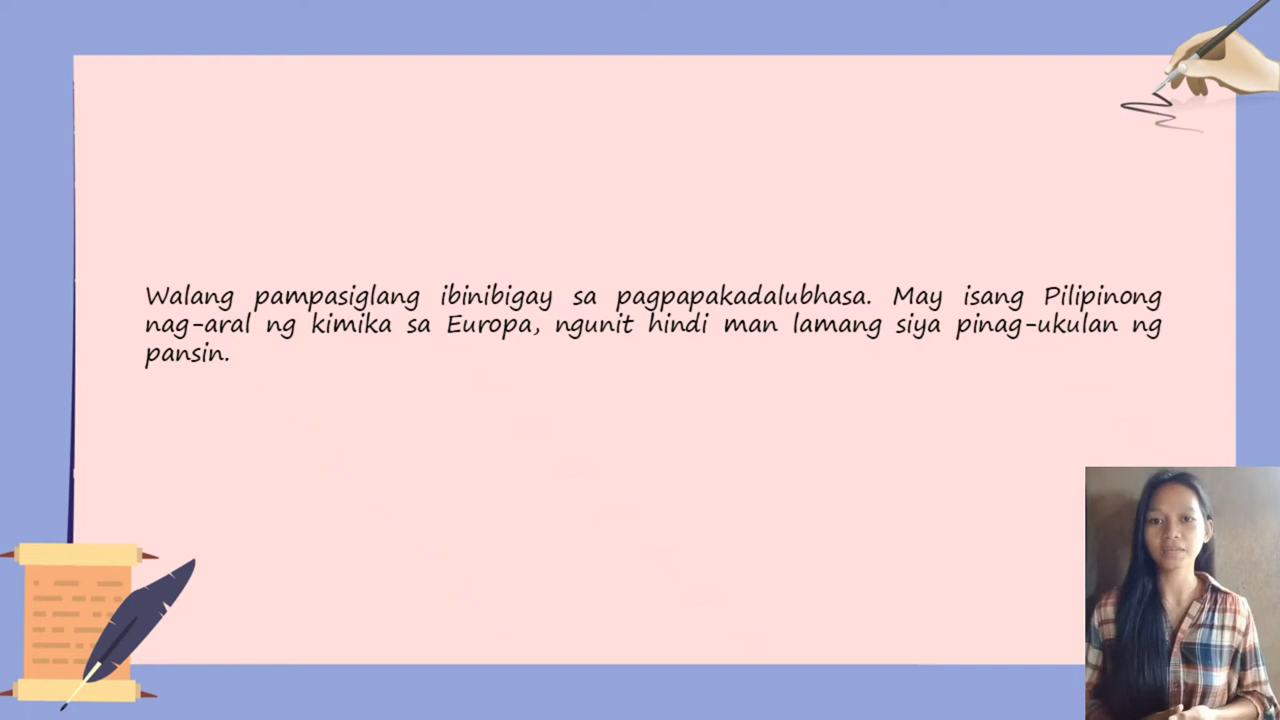 Walang pampasiglang ibinibigay sa pagpapakadalubhasa. May isang Pilipinong
nag-aral ng kimika sa Europa, ngunit hindi man lamang siya pinag-ukulan ng
pansin.